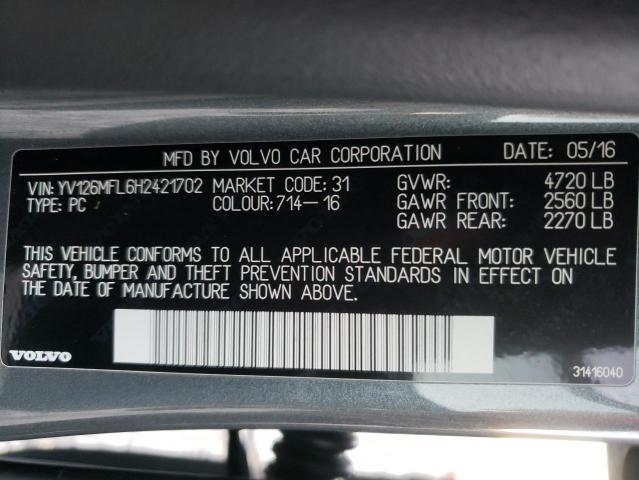 MFD BY VOLVO CAR CORPORATION DATE: 05/16
VIN: YV126MFL6H2421702 MARKET CODE: 31 GVWR: 4720 LB
TYPE: PC COLOUR:714-16 GAWR FRONT: 2560 LB
GAWR REAR: 2270 LB
THIS VEHICLE CONFORMS TO ALL APPLICABLE FEDERAL MOTOR VEHICLE
SAFETY, BUMPER AND THEFT PREVENTION STANDARDS IN EFFECT ON
THE DATE OF MANUFACTURE SHOWN ABOVE.
VOLVO 31416040